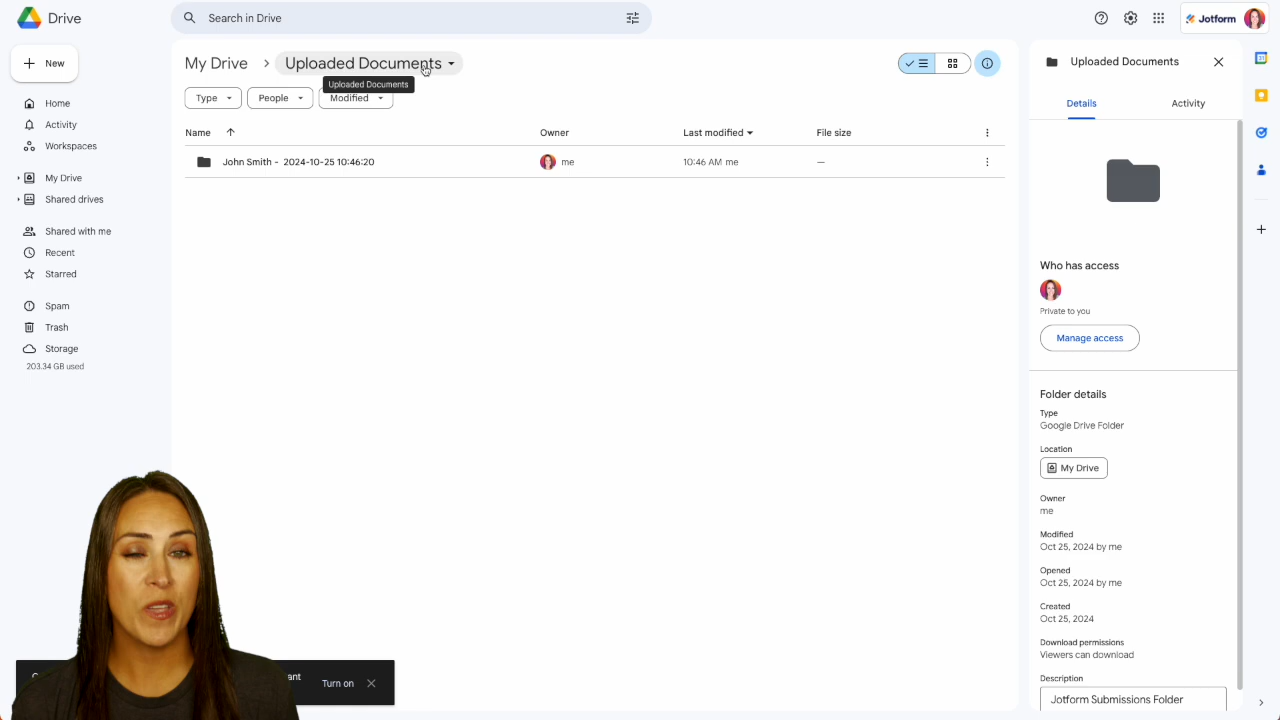 Drive
Search in Drive
Jotform
New
My Drive
Uploaded Documents
Uploaded Documents
Type
People
Modified
Name
Owner
Last modified
File size
John Smith - 2024-10-25 10:46:20
me
10:46 AM me
—
Home
Activity
Workspaces
My Drive
Shared drives
Shared with me
Recent
Starred
Spam
Trash
Storage
203.34 GB used
Turn on
Uploaded Documents
Details
Activity
Who has access
Private to you
Manage access
Folder details
Type
Google Drive Folder
Location
My Drive
Owner
me
Modified
Oct 25, 2024 by me
Opened
Oct 25, 2024 by me
Created
Oct 25, 2024
Download permissions
Viewers can download
Description
Jotform Submissions Folder